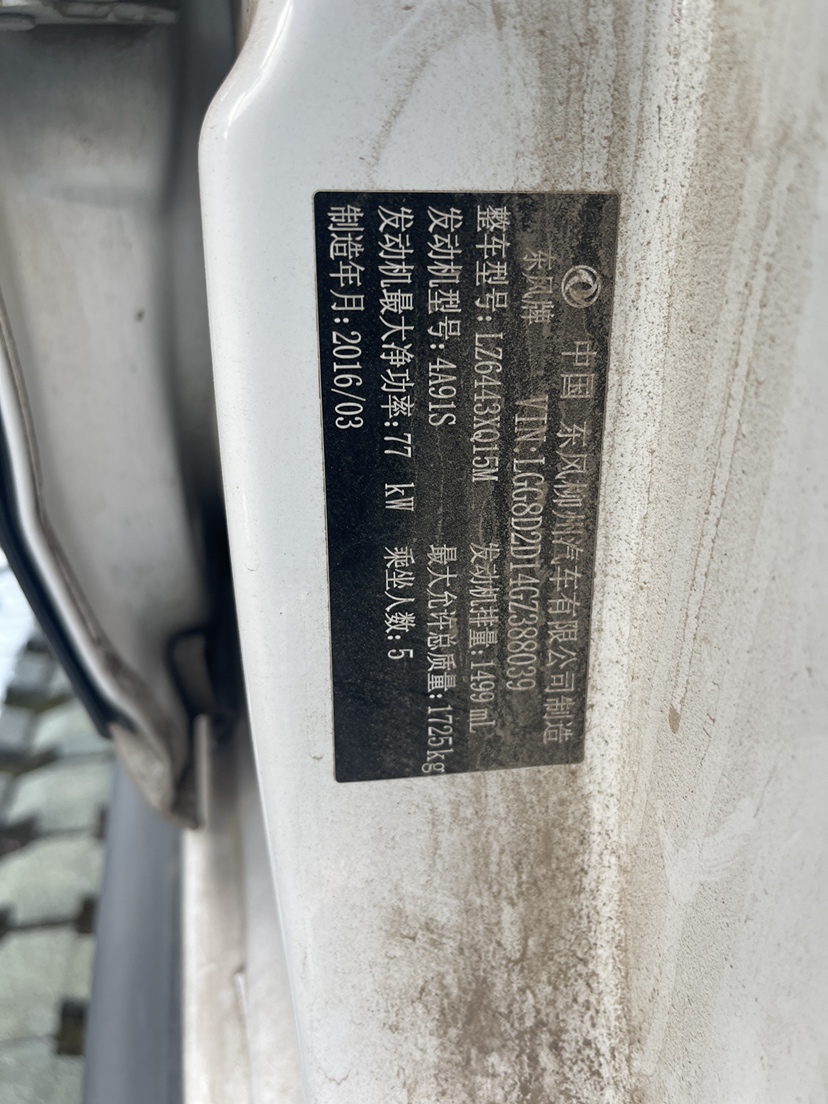 中国 东风柳州汽车有限公司制造
东风牌 VIN:LGG8D2D14GZ388039
整车型号:LZ6443XQ15M 发动机排量:1499mL
发动机型号:4A91S 最大允许总质量:1725kg
发动机最大净功率:77 kW 乘坐人数:5
制造年月:2016/03